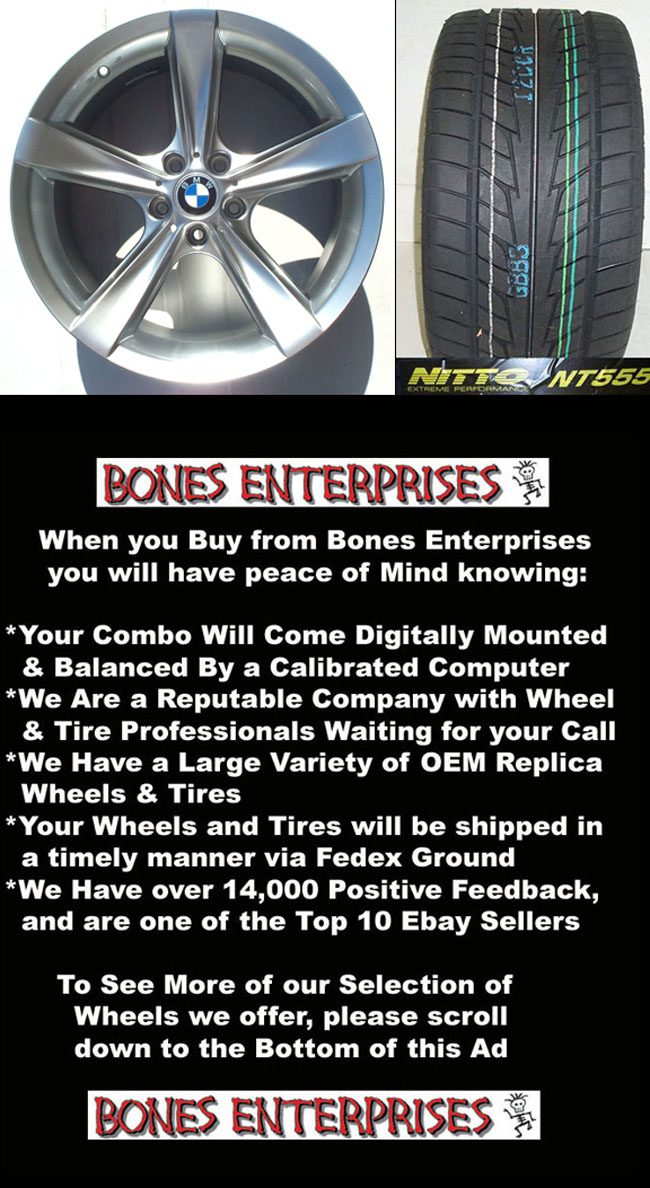 BMW
I2CCR
GBB3
NITTO NT555
EXTREME PERFORMANCE
BONES ENTERPRISES
When you Buy from Bones Enterprises
you will have peace of Mind knowing:
*Your Combo Will Come Digitally Mounted
& Balanced By a Calibrated Computer
*We Are a Reputable Company with Wheel
& Tire Professionals Waiting for your Call
*We Have a Large Variety of OEM Replica
Wheels & Tires
*Your Wheels and Tires will be shipped in
a timely manner via Fedex Ground
*We Have over 14,000 Positive Feedback,
and are one of the Top 10 Ebay Sellers
To See More of our Selection of
Wheels we offer, please scroll
down to the Bottom of this Ad
BONES ENTERPRISES